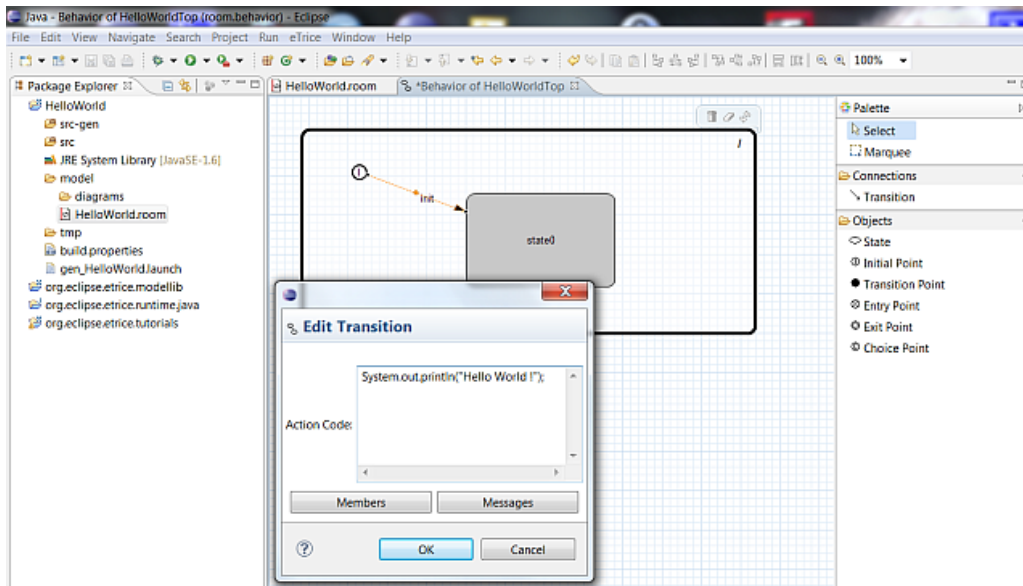 Java - Behavior of HelloWorldTop (room.behavior) - Eclipse
File Edit View Navigate Search Project Run eTrice Window Help
100%
Package Explorer
HelloWorld.room
*Behavior of HelloWorldTop
HelloWorld
src-gen
src
JRE System Library [JavaSE-1.6]
model
diagrams
HelloWorld.room
tmp
build.properties
gen_HelloWorld.launch
org.eclipse.etrice.modellib
org.eclipse.etrice.runtime.java
org.eclipse.etrice.tutorials
/
I
init
state0
Palette
Select
Marquee
Connections
Transition
Objects
State
Initial Point
Transition Point
Entry Point
Exit Point
Choice Point
Edit Transition
Action Code:
System.out.println("Hello World !");
Members
Messages
OK
Cancel